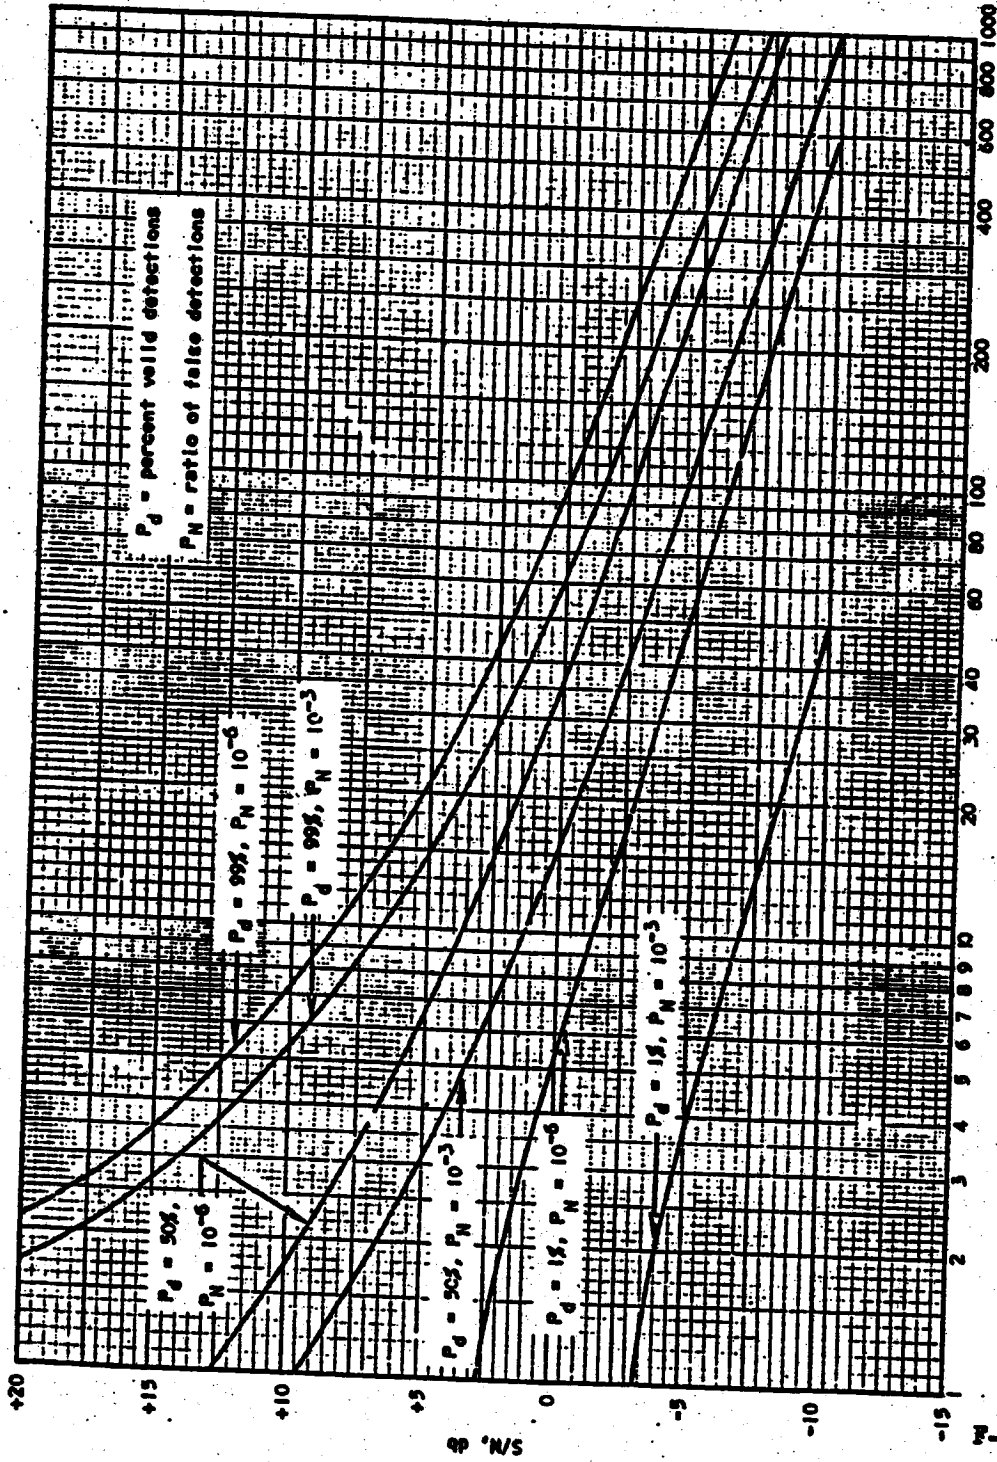 P_d = percent valid detections
P_N = ratio of false detections
P_d = 99%, P_N = 10^-6
P_d = 99%, P_N = 10^-3
P_d = 50%,
P_N = 10^-6
P_d = 50%, P_N = 10^-3
P_d = 1%, P_N = 10^-6
P_d = 1%, P_N = 10^-3
+20
+15
+10
+5
0
-5
-10
-15
S/N, db
1 2 3 4 5 6 7 8 9 10 20 30 40 60 80 100 200 400 600 800 1000